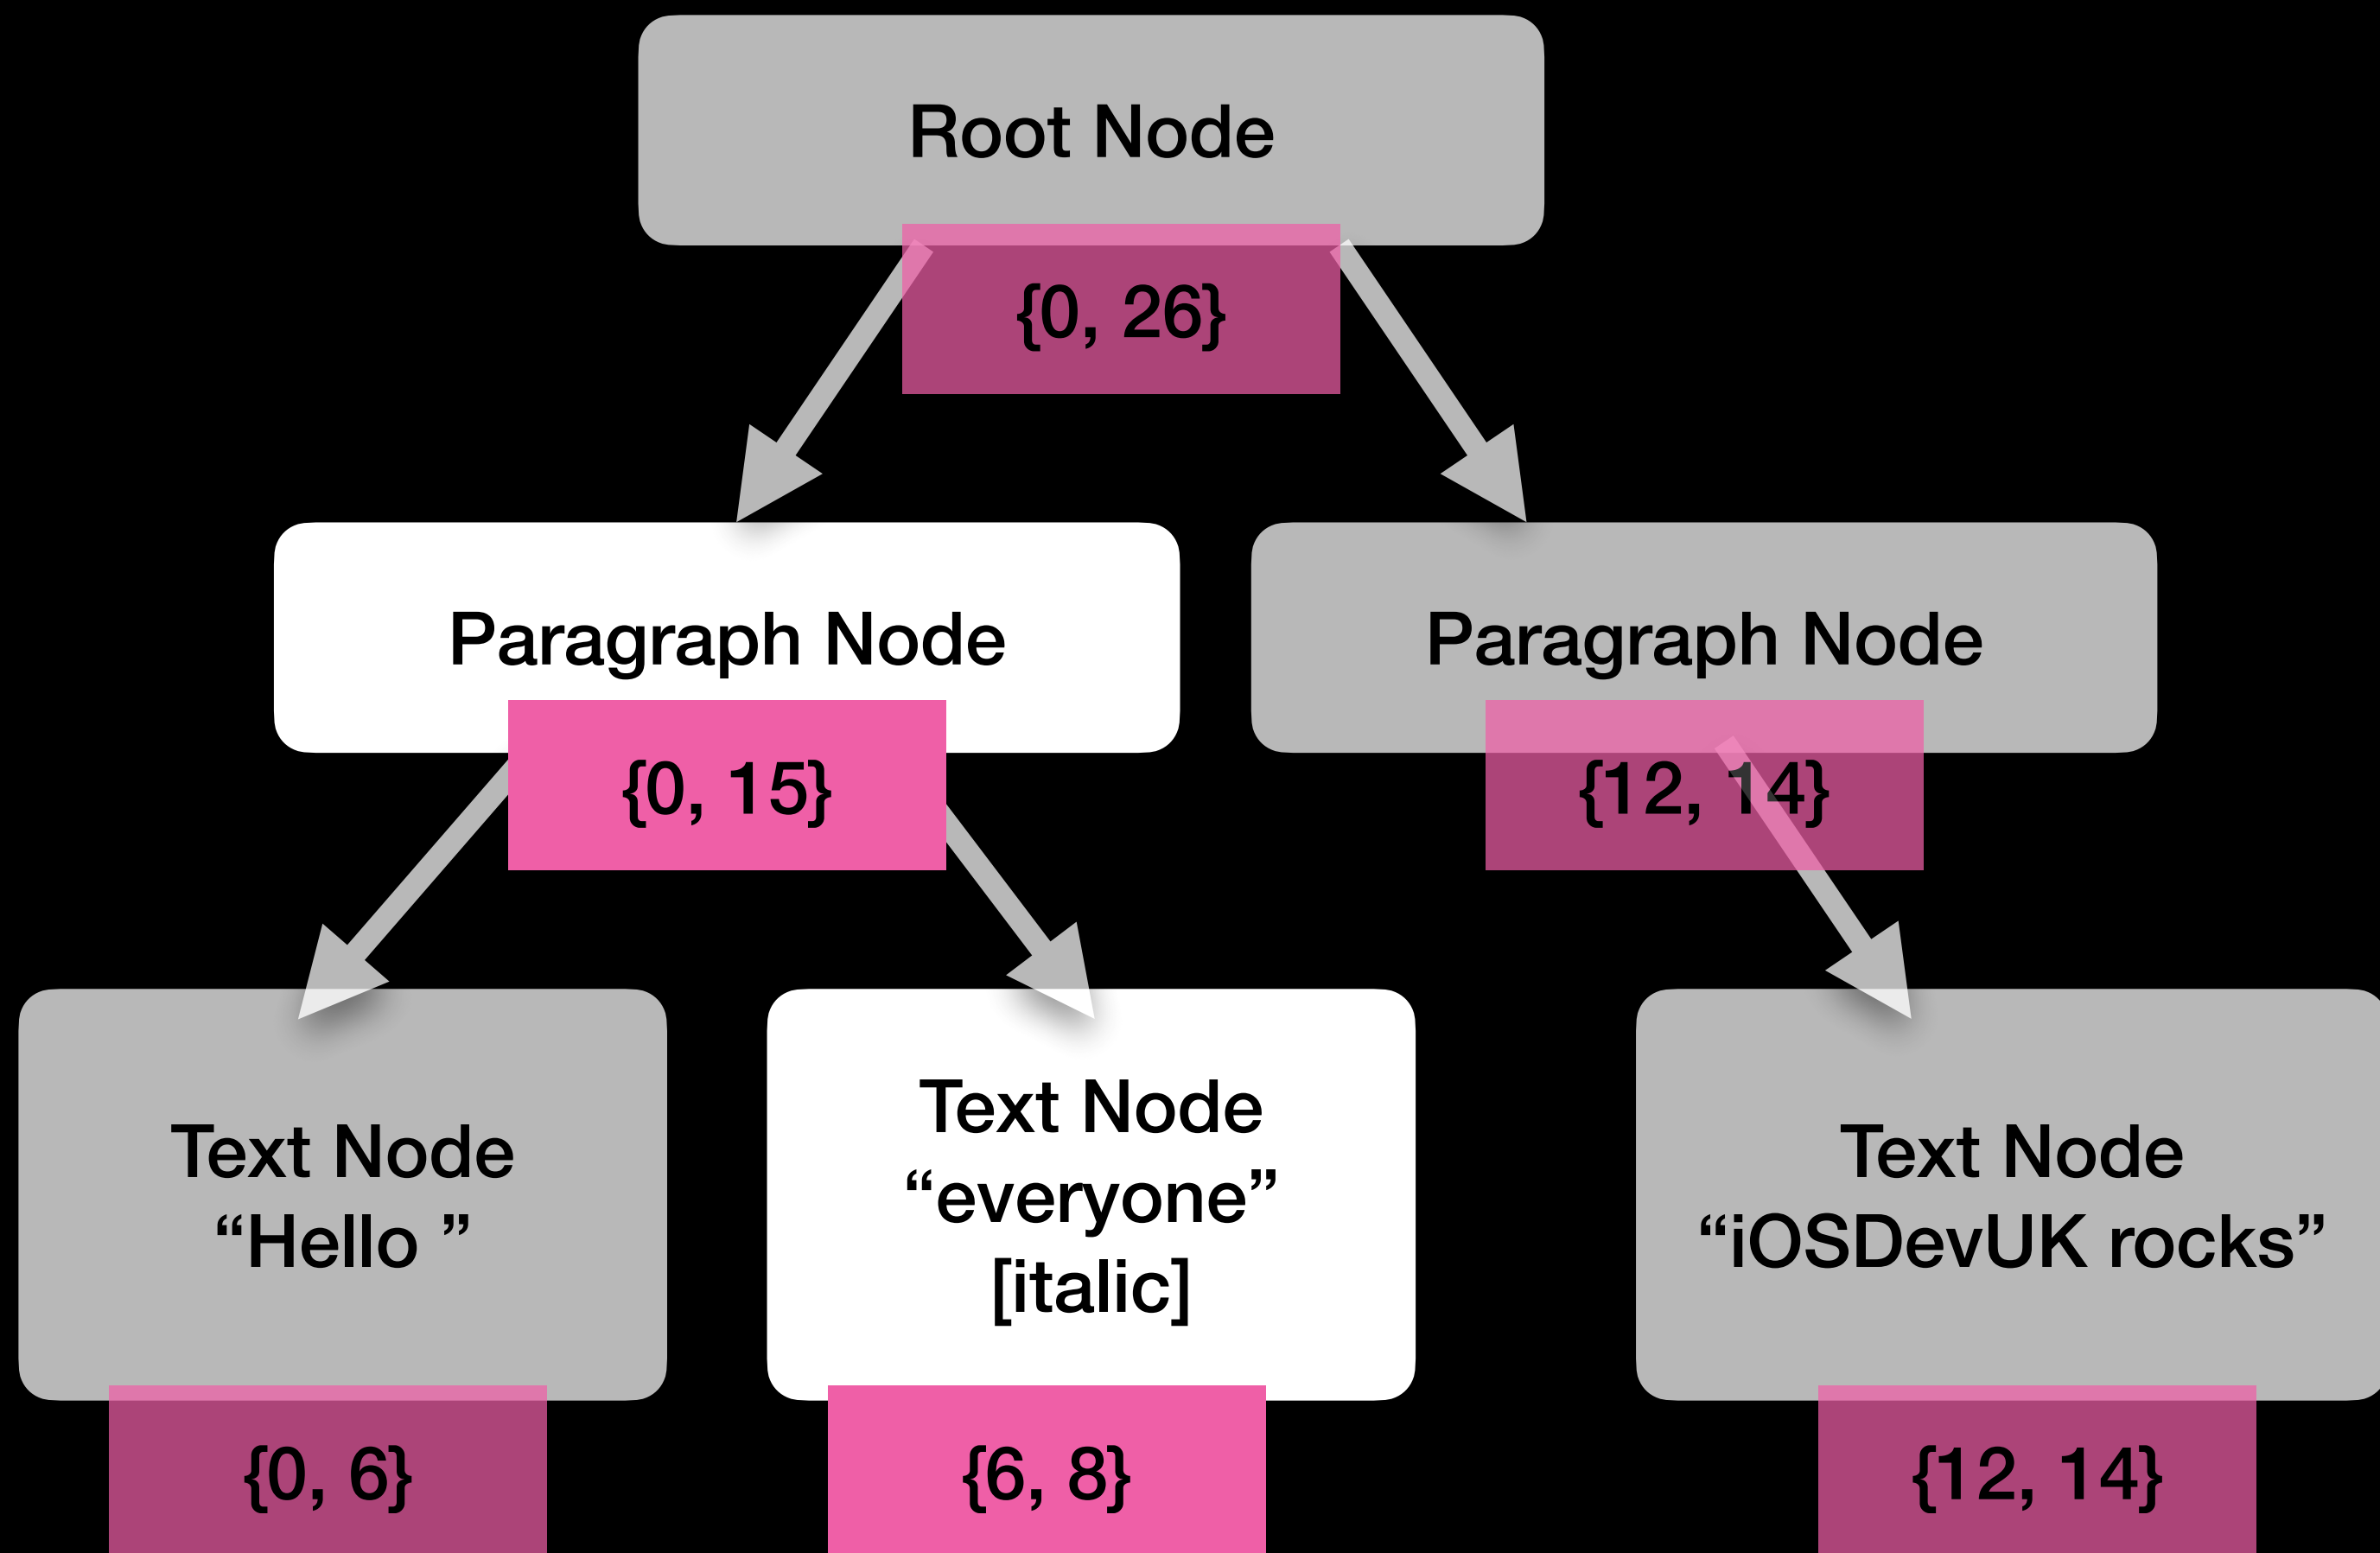 Root Node
{0, 26}
Paragraph Node
{0, 15}
Paragraph Node
{12, 14}
Text Node
“Hello ”
{0, 6}
Text Node
“everyone”
[italic]
{6, 8}
Text Node
“iOSDevUK rocks”
{12, 14}